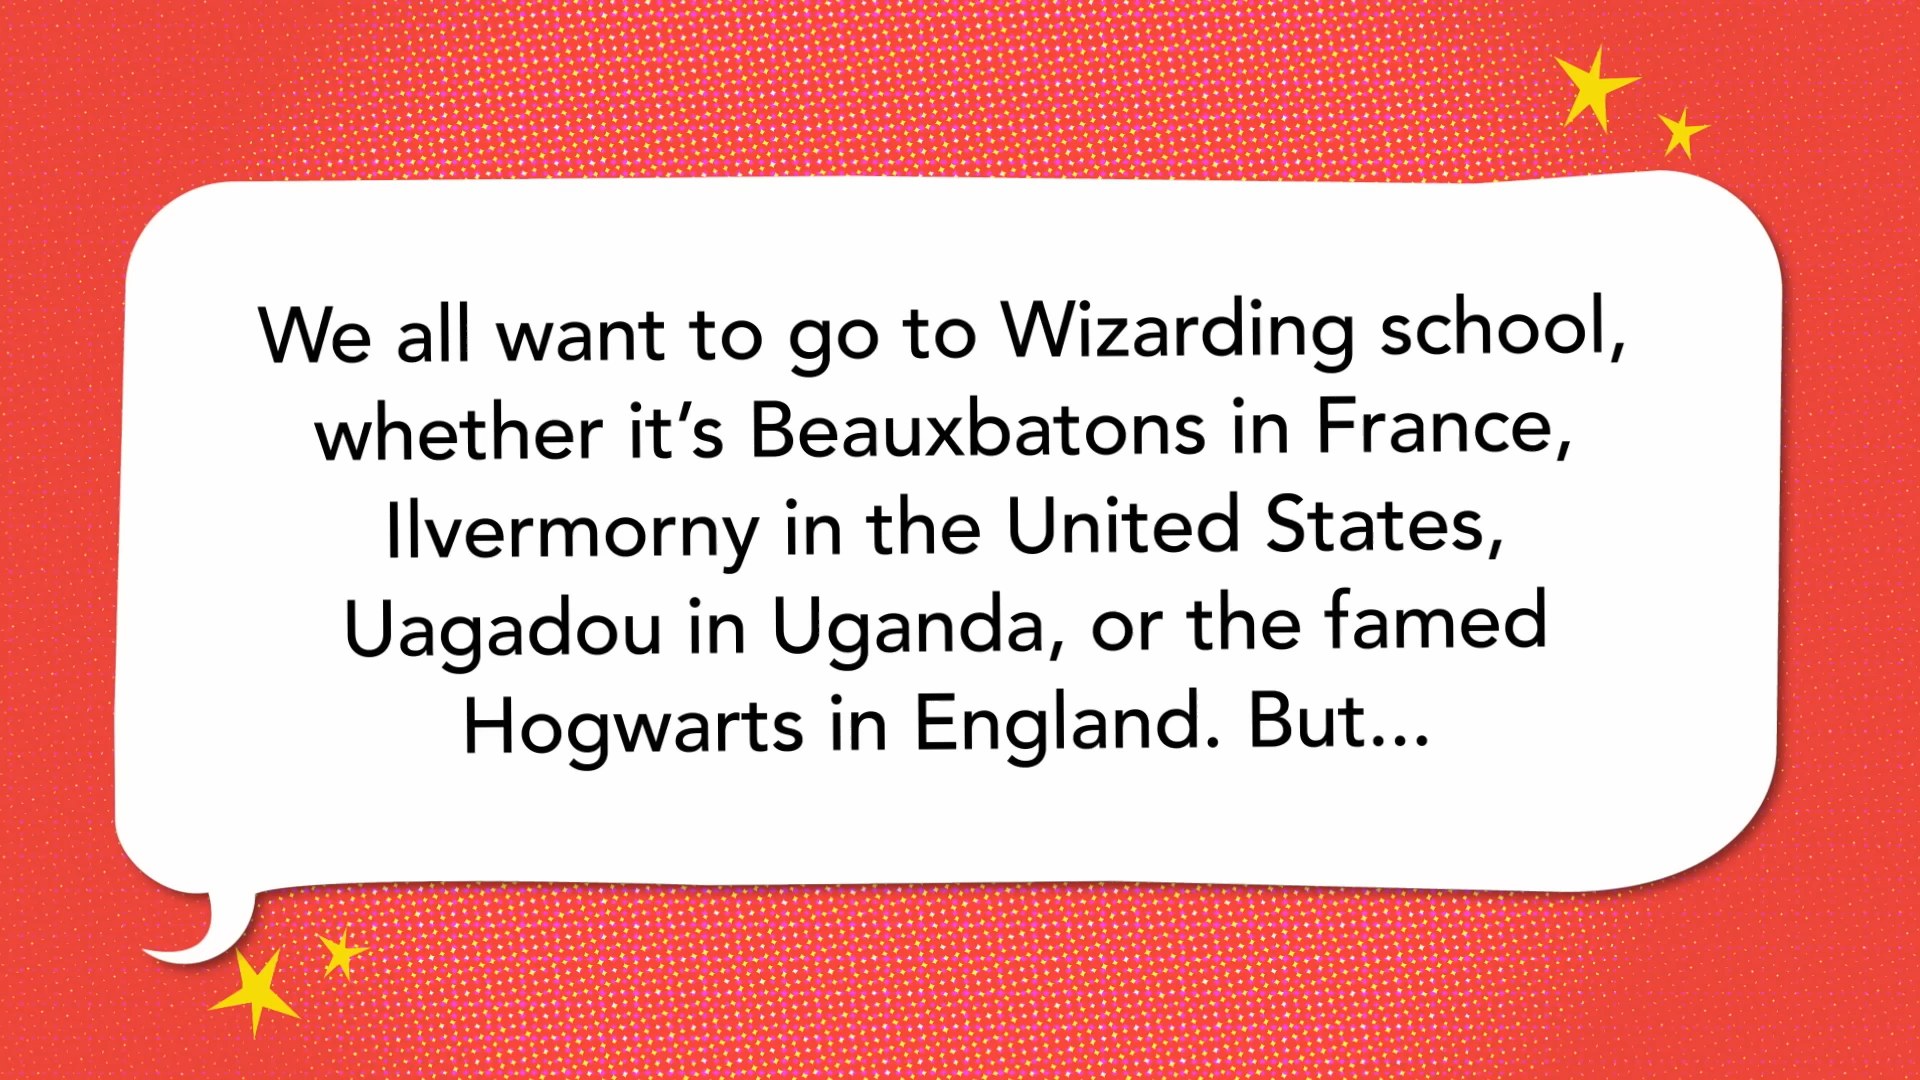 We all want to go to Wizarding school,
whether it’s Beauxbatons in France,
Ilvermorny in the United States,
Uagadou in Uganda, or the famed
Hogwarts in England. But...